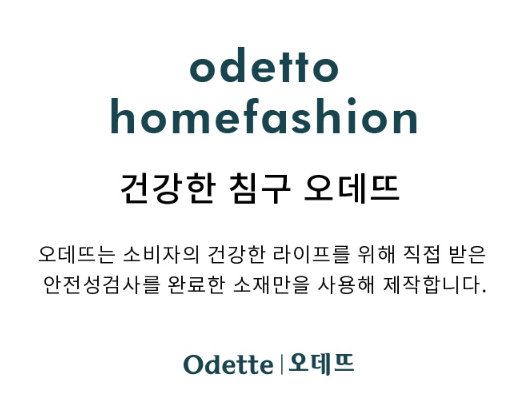 odetto
homefashion
건강한 침구 오데뜨
오데뜨는 소비자의 건강한 라이프를 위해 직접 받은
안전성검사를 완료한 소재만을 사용해 제작합니다.
Odette | 오데뜨